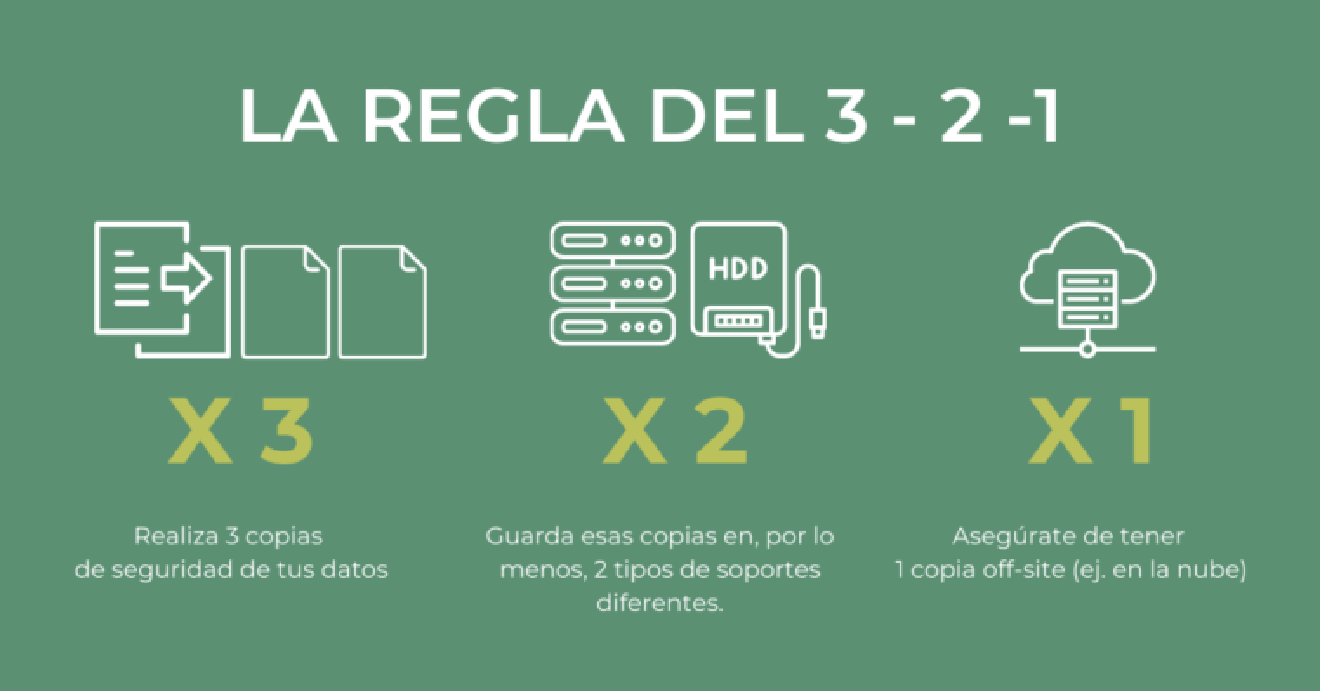 LA REGLA DEL 3 - 2 -1
HDD
X 3
X 2
X 1
Realiza 3 copias
de seguridad de tus datos
Guarda esas copias en, por lo
menos, 2 tipos de soportes
diferentes.
Asegúrate de tener
1 copia off-site (ej. en la nube)